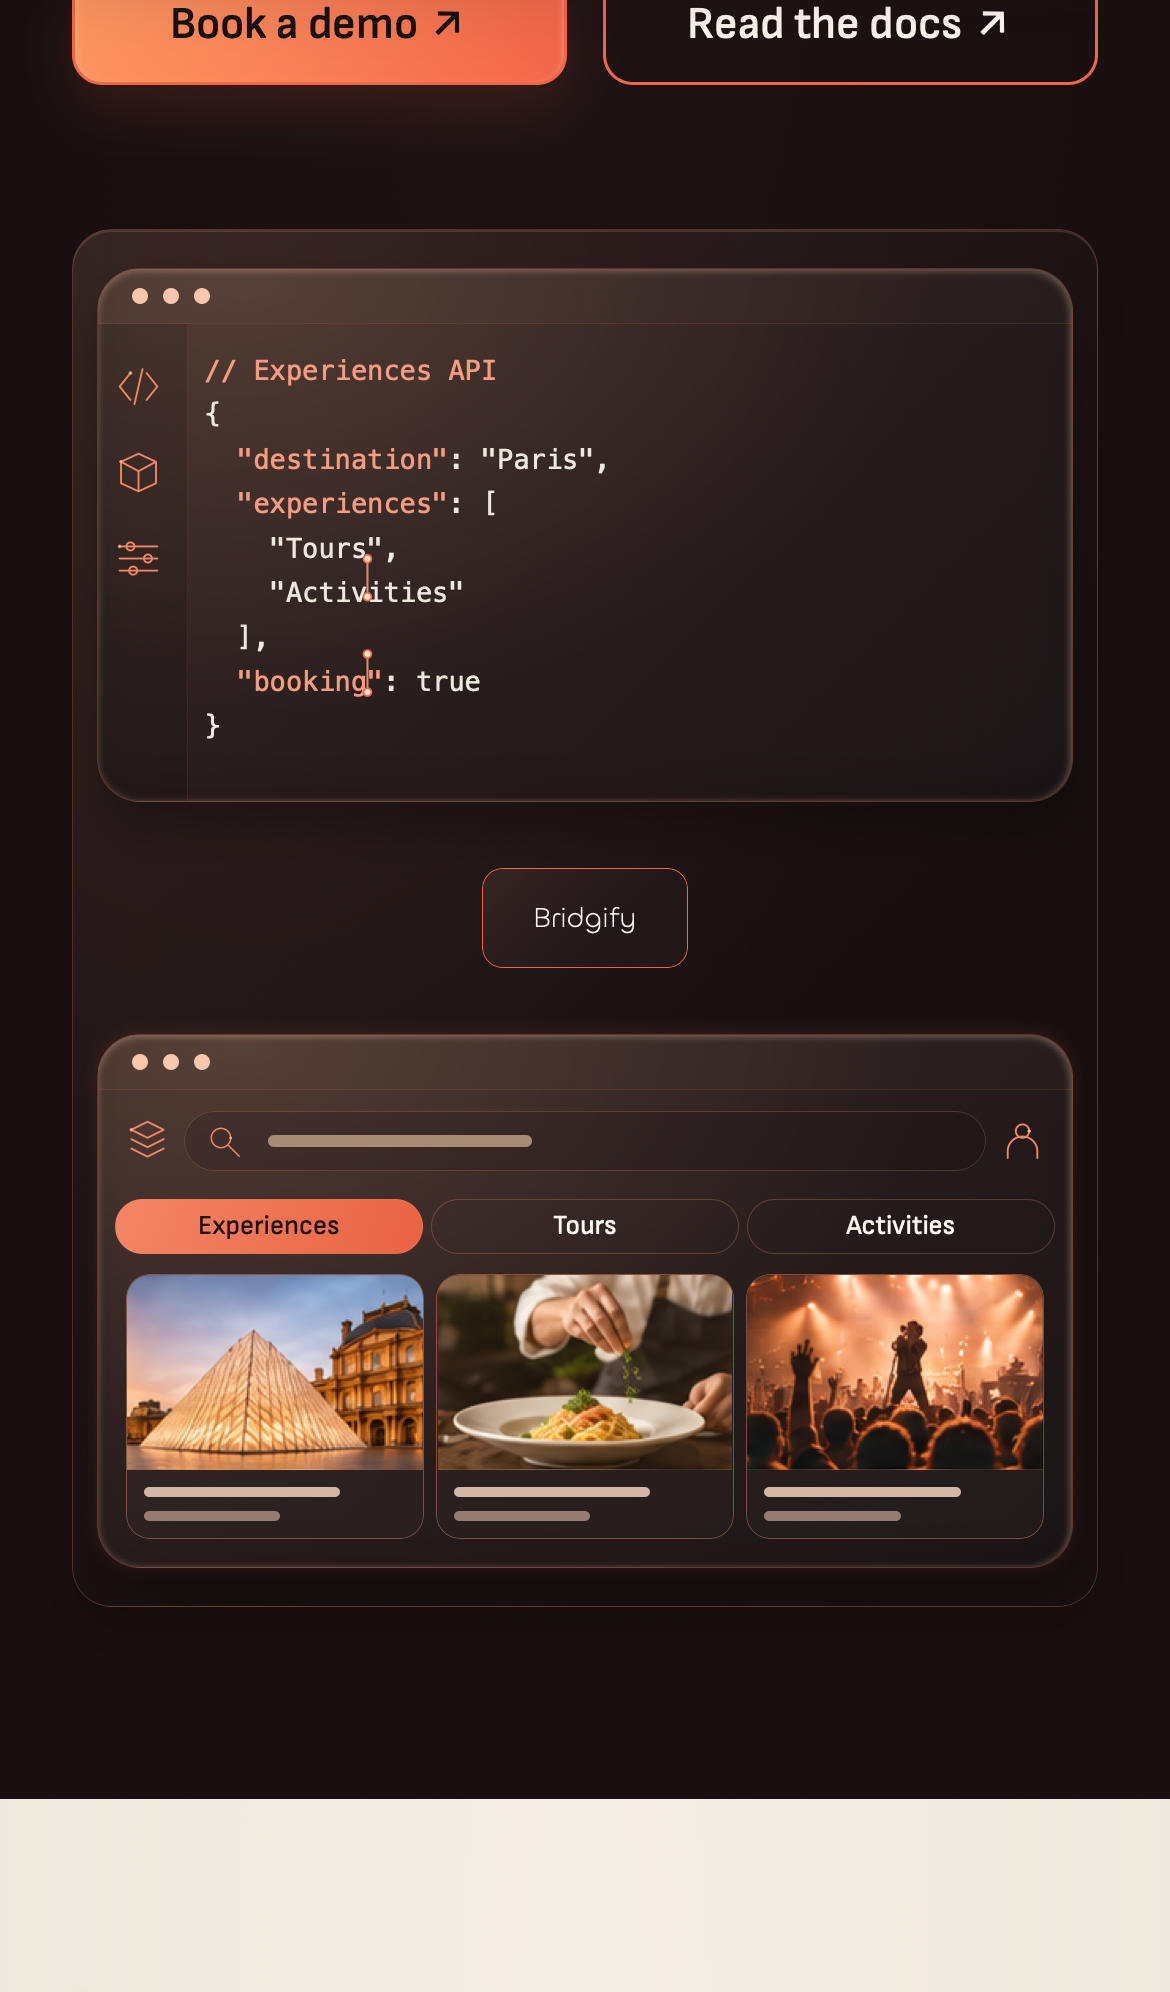 Book a demo ↗
Read the docs ↗
// Experiences API
{
"destination": "Paris",
"experiences": [
"Tours",
"Activities"
],
"booking": true
}
Bridgify
Experiences
Tours
Activities